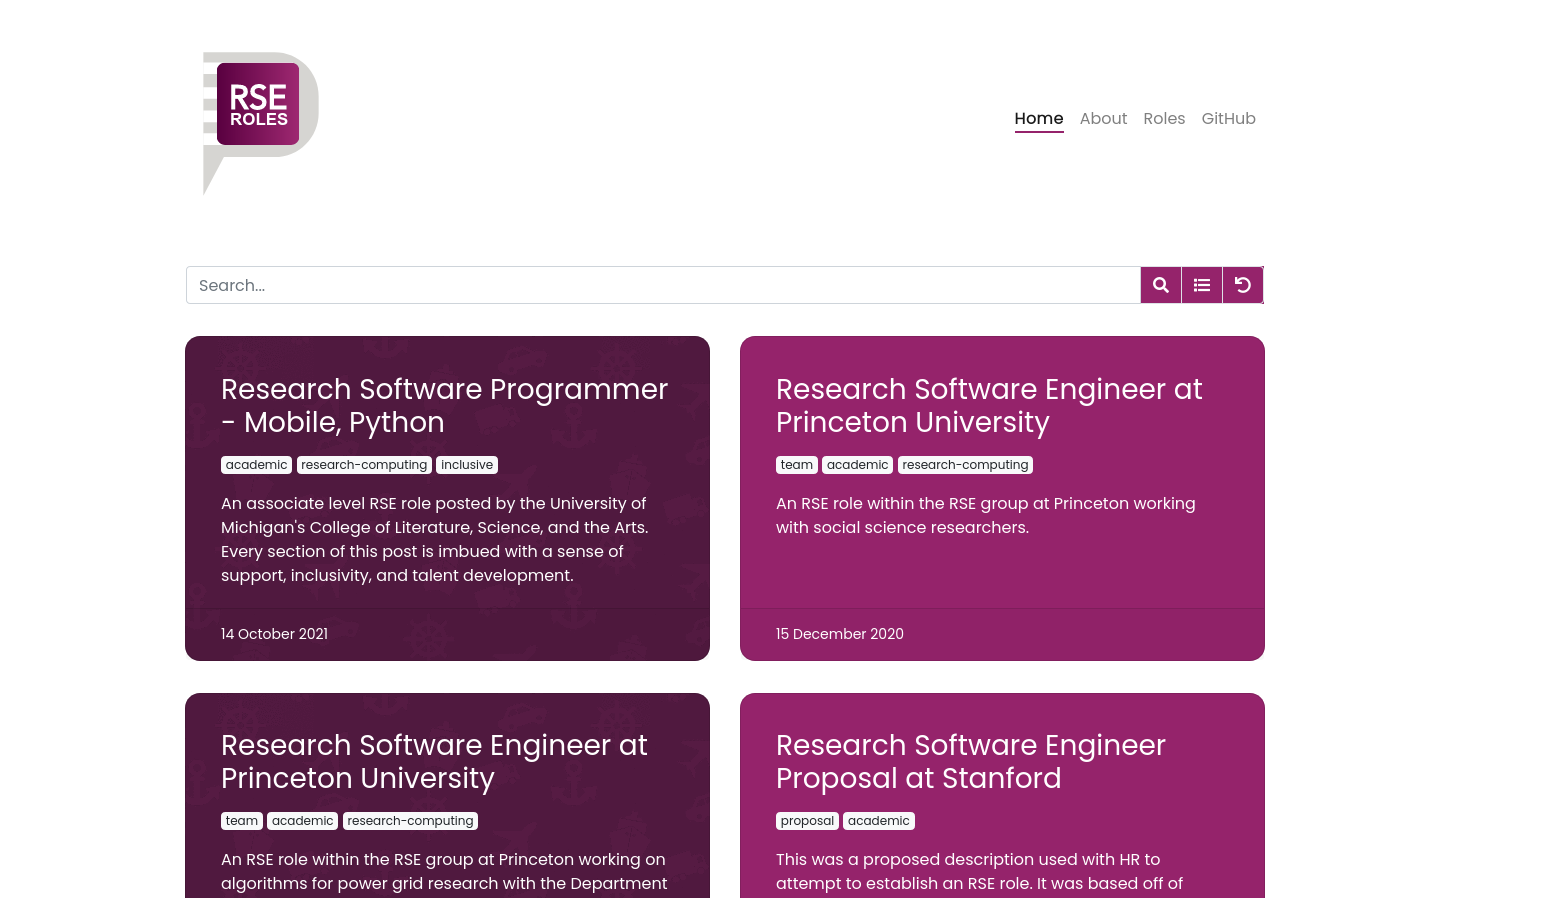 RSE
ROLES
Home About Roles GitHub
Search...
Research Software Programmer
- Mobile, Python
academic research-computing inclusive
An associate level RSE role posted by the University of
Michigan's College of Literature, Science, and the Arts.
Every section of this post is imbued with a sense of
support, inclusivity, and talent development.
14 October 2021
Research Software Engineer at
Princeton University
team academic research-computing
An RSE role within the RSE group at Princeton working
with social science researchers.
15 December 2020
Research Software Engineer at
Princeton University
team academic research-computing
An RSE role within the RSE group at Princeton working on
algorithms for power grid research with the Department
Research Software Engineer
Proposal at Stanford
proposal academic
This was a proposed description used with HR to
attempt to establish an RSE role. It was based off of